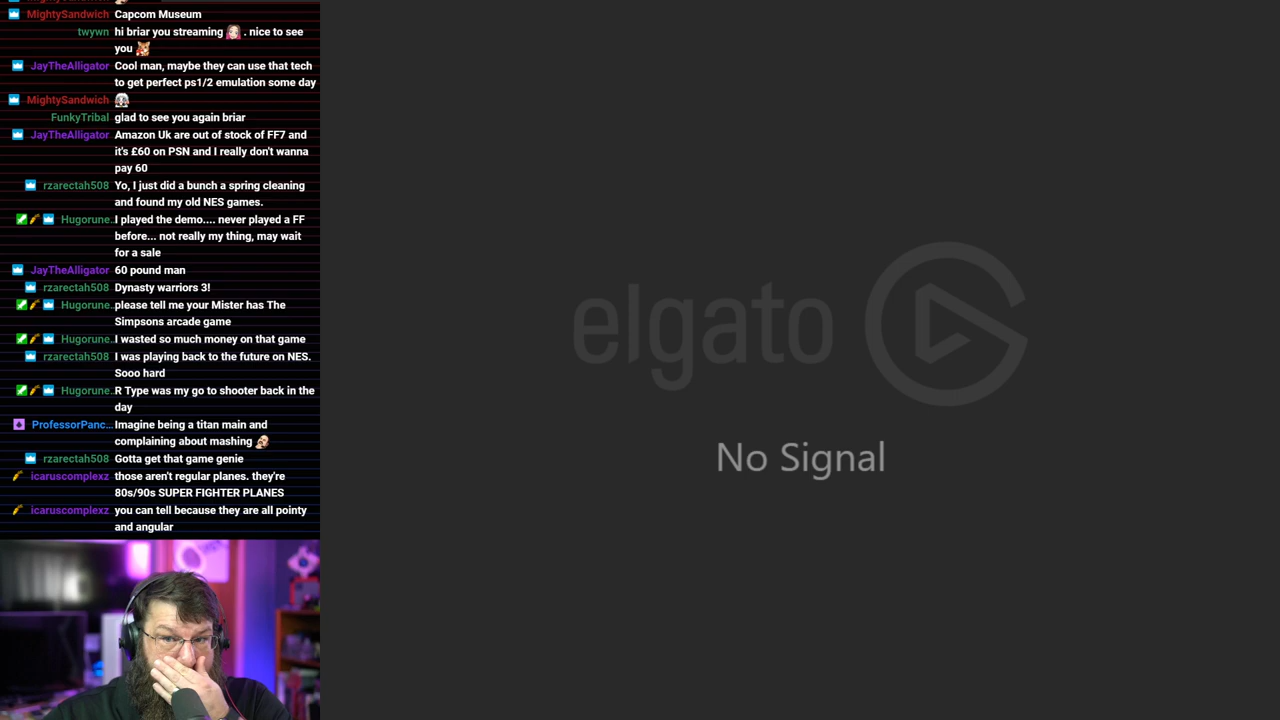 MightySandwich Capcom Museum
twywn hi briar you streaming . nice to see
you
JayTheAlligator Cool man, maybe they can use that tech
to get perfect ps1/2 emulation some day
MightySandwich
FunkyTribal glad to see you again briar
JayTheAlligator Amazon Uk are out of stock of FF7 and
it's £60 on PSN and I really don't wanna
pay 60
rzarectah508 Yo, I just did a bunch a spring cleaning
and found my old NES games.
Hugorune... I played the demo.... never played a FF
before... not really my thing, may wait
for a sale
JayTheAlligator 60 pound man
rzarectah508 Dynasty warriors 3!
Hugorune... please tell me your Mister has The
Simpsons arcade game
Hugorune... I wasted so much money on that game
rzarectah508 I was playing back to the future on NES.
Sooo hard
Hugorune... R Type was my go to shooter back in the
day
ProfessorPanc... Imagine being a titan main and
complaining about mashing
rzarectah508 Gotta get that game genie
icaruscomplexz those aren't regular planes. they're
80s/90s SUPER FIGHTER PLANES
icaruscomplexz you can tell because they are all pointy
and angular
elgato
No Signal